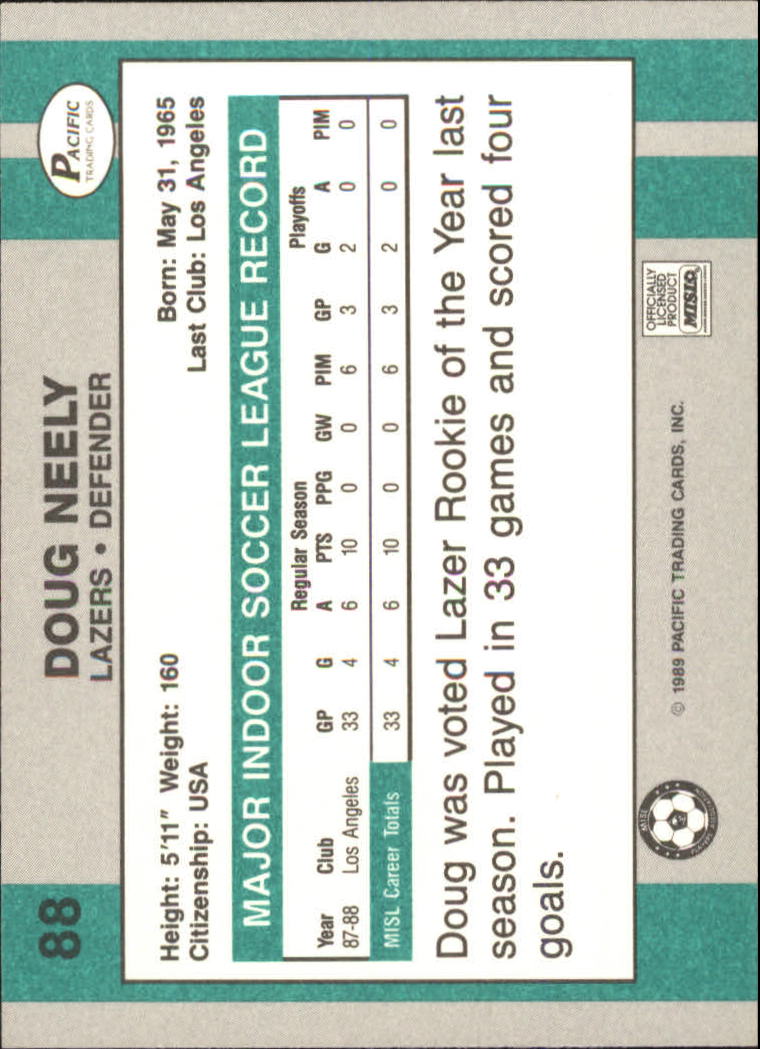 88
DOUG NEELY
LAZERS • DEFENDER
PACIFIC
TRADING CARDS
Height: 5'11" Weight: 160
Born: May 31, 1965
Citizenship: USA
Last Club: Los Angeles
MAJOR INDOOR SOCCER LEAGUE RECORD
Regular Season Playoffs
Year Club GP G A PTS PPG GW PIM GP G A PIM
87-88 Los Angeles 33 4 6 10 0 0 6 3 2 0 0
MISL Career Totals 33 4 6 10 0 0 6 3 2 0 0
Doug was voted Lazer Rookie of the Year last
season. Played in 33 games and scored four
goals.
MISL
© 1989 PACIFIC TRADING CARDS, INC.
OFFICIALLY
LICENSED
PRODUCT
MISL